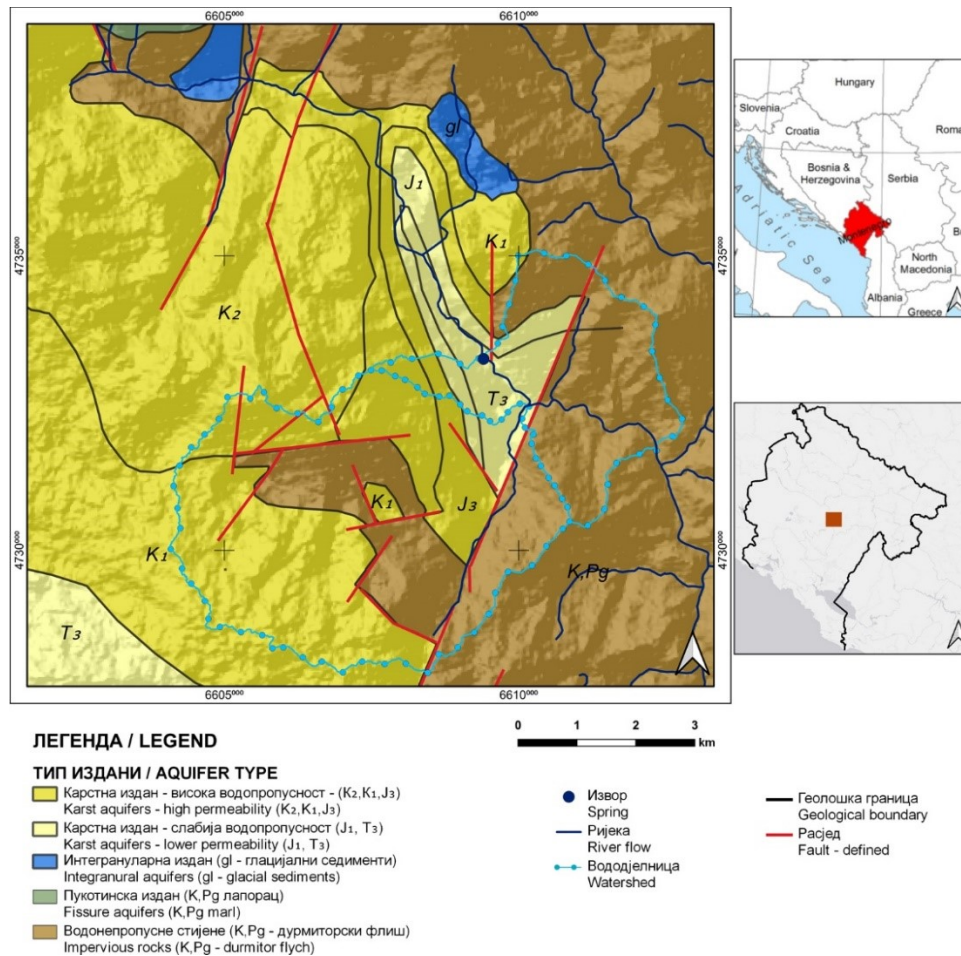 6605⁰⁰⁰
6610⁰⁰⁰
4735⁰⁰⁰
4735⁰⁰⁰
4730⁰⁰⁰
4730⁰⁰⁰
gl
J₁
K₁
K₂
T₃
K₁
J₃
K₁
K,Pg
T₃
6605⁰⁰⁰
6610⁰⁰⁰
Hungary
Slovenia
Croatia
Roma
Bosnia &
Herzegovina
Serbia
Adriatic Sea
Montenegro
North
Macedonia
Albania
Greece
ЛЕГЕНДА / LEGEND
ТИП ИЗДАНИ / AQUIFER TYPE
Карстна издан - висока водопропусност - (K₂,K₁,J₃)
Karst aquifers - high permeability (K₂,K₁,J₃)
Карстна издан - слабија водопропусност (J₁, T₃)
Karst aquifers - lower permeability (J₁, T₃)
Интегрануларна издан (gl - глацијални седименти)
Integranural aquifers (gl - glacial sediments)
Пукотинска издан (K,Pg лапорац)
Fissure aquifers (K,Pg marl)
Водонепропусне стијене (K,Pg - дурмиторски флиш)
Impervious rocks (K,Pg - durmitor flych)
0 1 2 3
km
Извор
Spring
Ријека
River flow
Вододјелница
Watershed
Геолошка граница
Geological boundary
Расјед
Fault - defined